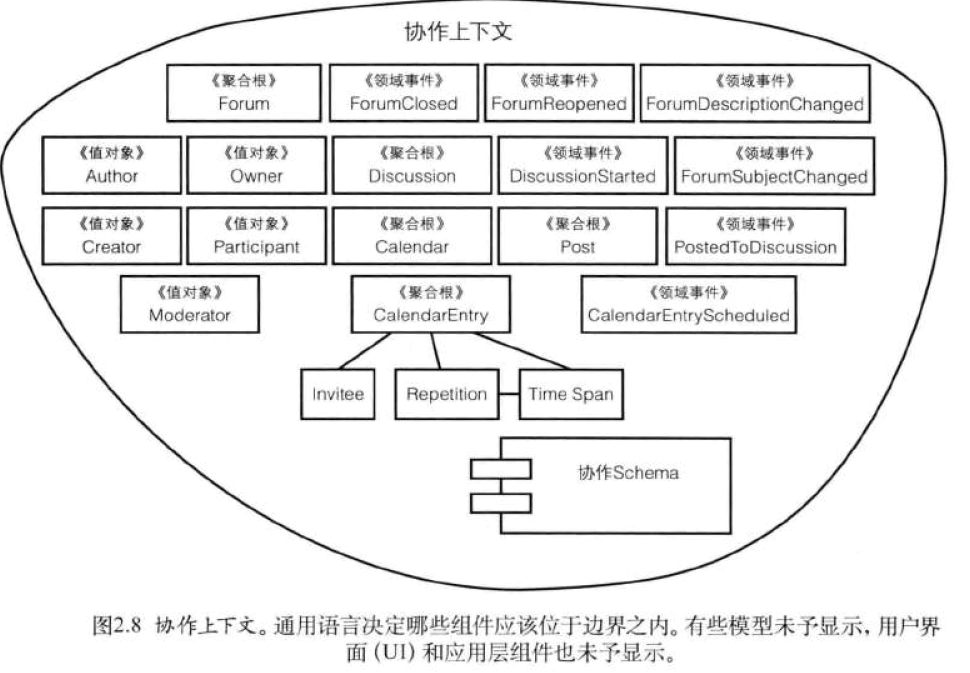 协作上下文
《聚合根》
Forum
《领域事件》
ForumClosed
《领域事件》
ForumReopened
《领域事件》
ForumDescriptionChanged
《值对象》
Author
《值对象》
Owner
《聚合根》
Discussion
《领域事件》
DiscussionStarted
《领域事件》
ForumSubjectChanged
《值对象》
Creator
《值对象》
Participant
《聚合根》
Calendar
《聚合根》
Post
《领域事件》
PostedToDiscussion
《值对象》
Moderator
《聚合根》
CalendarEntry
《领域事件》
CalendarEntryScheduled
Invitee
Repetition
Time Span
协作Schema
图2.8 协作上下文。通用语言决定哪些组件应该位于边界之内。有些模型未予显示，用户界
面(UI)和应用层组件也未予显示。